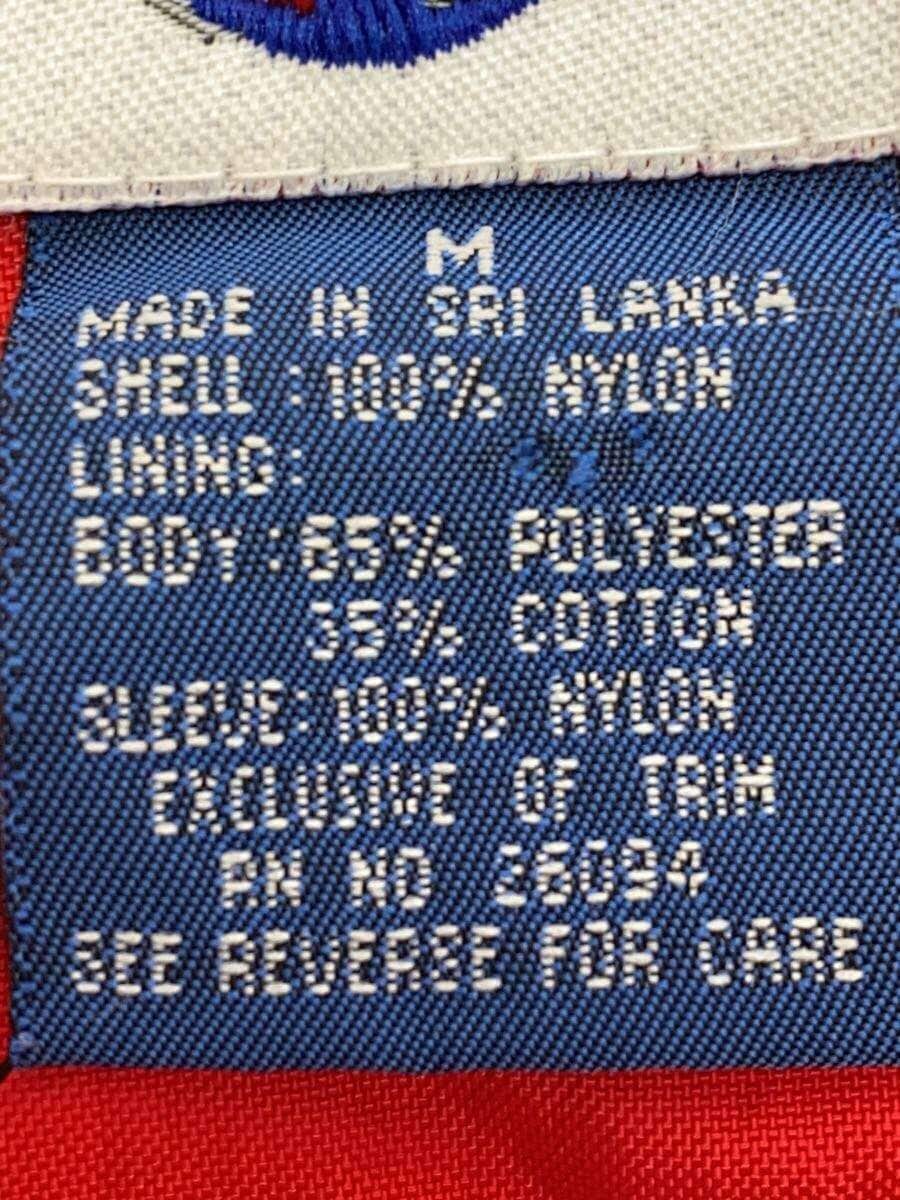 M
MADE IN SRI LANKA
SHELL:100% NYLON
LINING:
BODY:65% POLYESTER
35% COTTON
SLEEVE:100% NYLON
EXCLUSIVE OF TRIM
RN NO 26094
SEE REVERSE FOR CARE